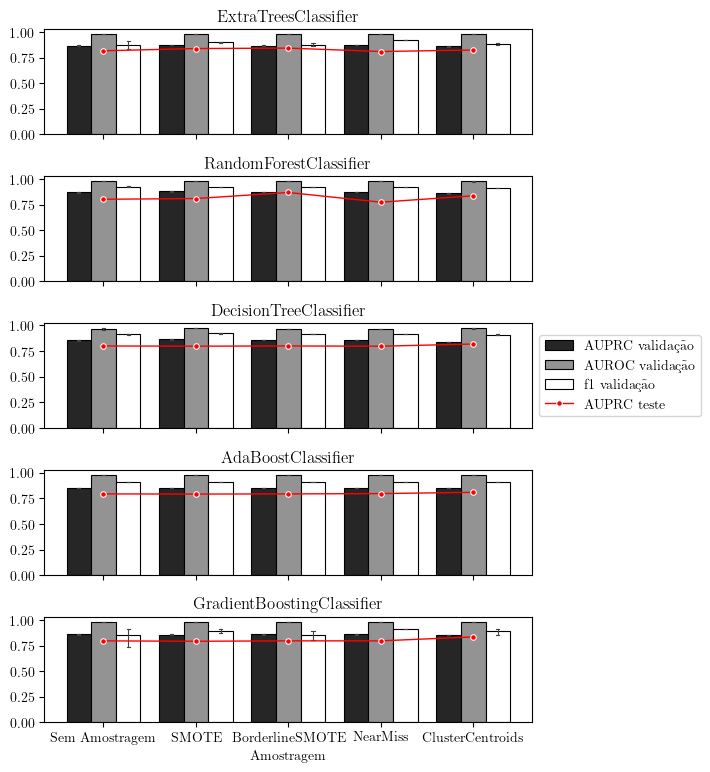 ExtraTreesClassifier
1.00
0.75
0.50
0.25
0.00
RandomForestClassifier
1.00
0.75
0.50
0.25
0.00
DecisionTreeClassifier
1.00
0.75
0.50
0.25
0.00
AUPRC validação
AUROC validação
f1 validação
AUPRC teste
AdaBoostClassifier
1.00
0.75
0.50
0.25
0.00
GradientBoostingClassifier
1.00
0.75
0.50
0.25
0.00
Sem Amostragem SMOTE BorderlineSMOTE NearMiss ClusterCentroids
Amostragem